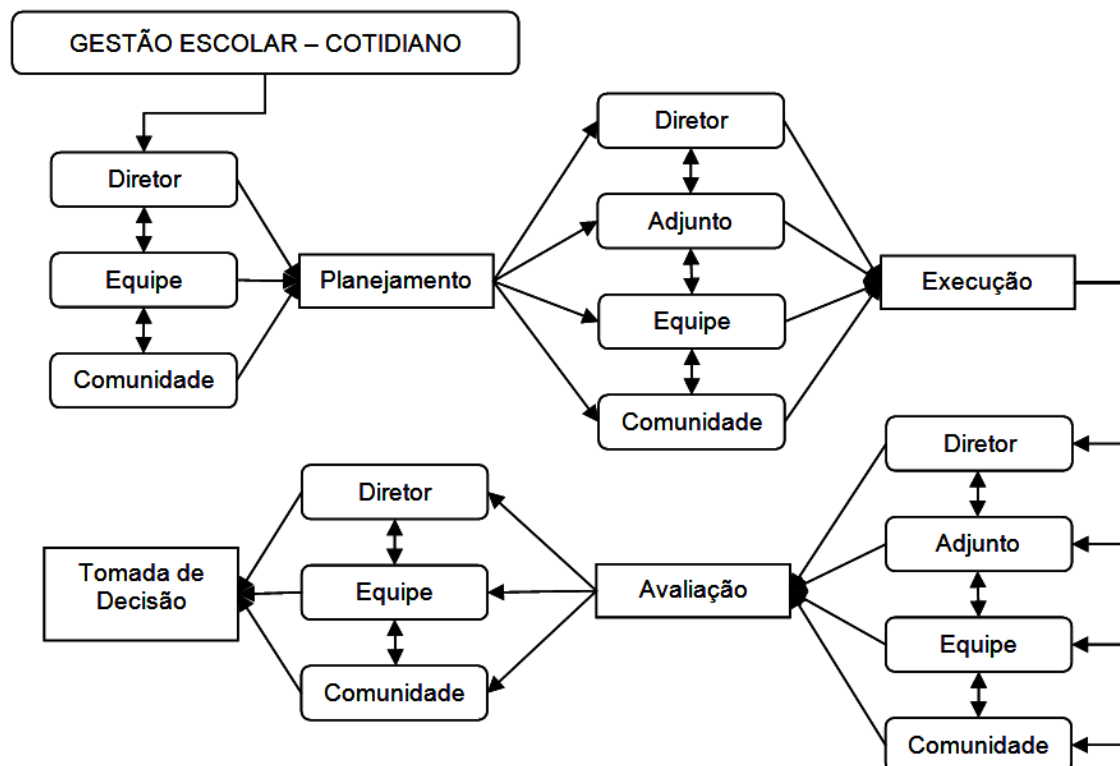 GESTÃO ESCOLAR – COTIDIANO
Diretor
Equipe
Comunidade
Planejamento
Diretor
Adjunto
Equipe
Comunidade
Execução
Diretor
Adjunto
Equipe
Comunidade
Avaliação
Diretor
Equipe
Comunidade
Tomada de
Decisão